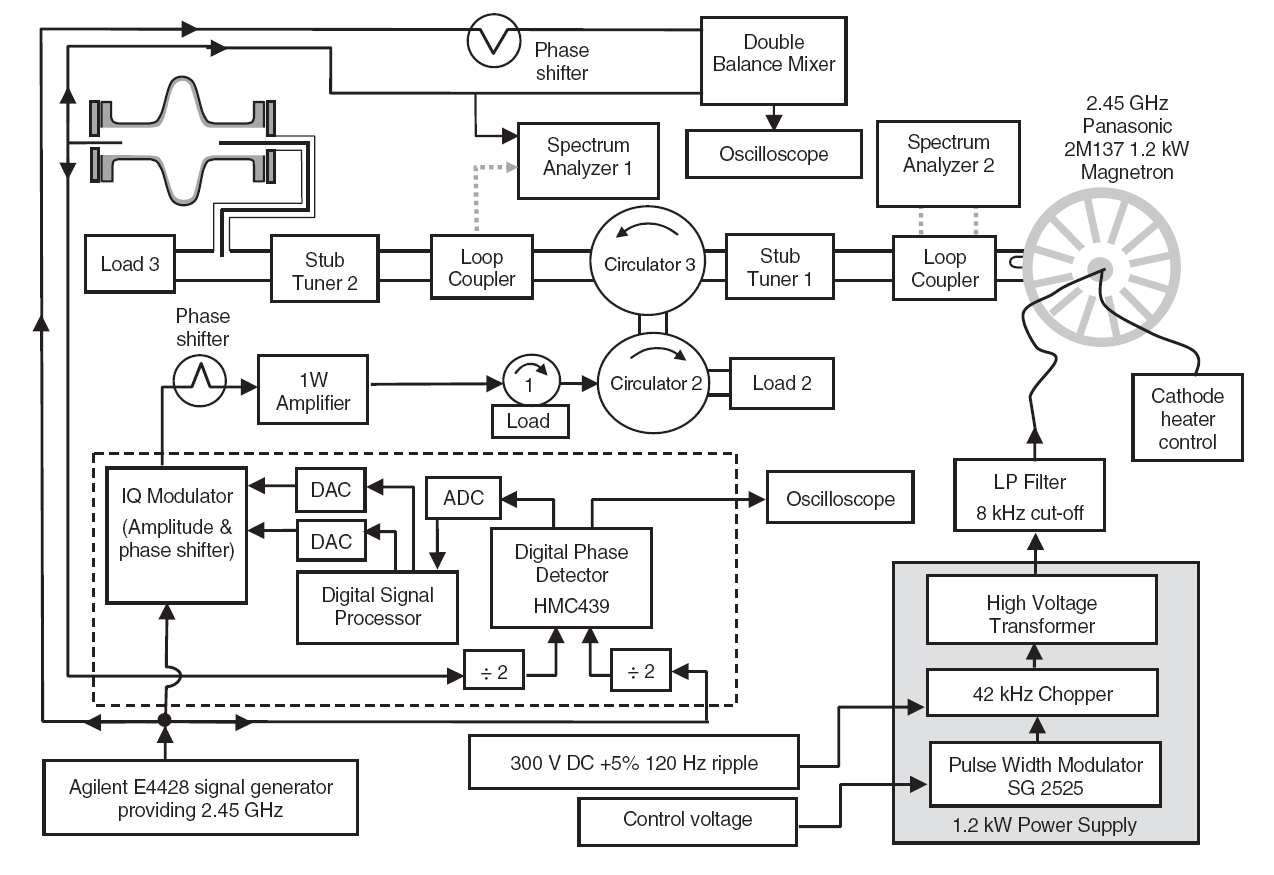 Phase
shifter
Double
Balance Mixer
Oscilloscope
Spectrum
Analyzer 1
Spectrum
Analyzer 2
2.45 GHz
Panasonic
2M137 1.2 kW
Magnetron
Load 3
Stub
Tuner 2
Loop
Coupler
Circulator 3
Stub
Tuner 1
Loop
Coupler
Phase
shifter
1W
Amplifier
1
Load
Circulator 2
Load 2
Cathode
heater
control
IQ Modulator
(Amplitude &
phase shifter)
DAC
DAC
ADC
Digital Signal
Processor
Digital Phase
Detector
HMC439
Oscilloscope
LP Filter
8 kHz cut-off
÷ 2
÷ 2
High Voltage
Transformer
42 kHz Chopper
Pulse Width Modulator
SG 2525
1.2 kW Power Supply
300 V DC +5% 120 Hz ripple
Control voltage
Agilent E4428 signal generator
providing 2.45 GHz